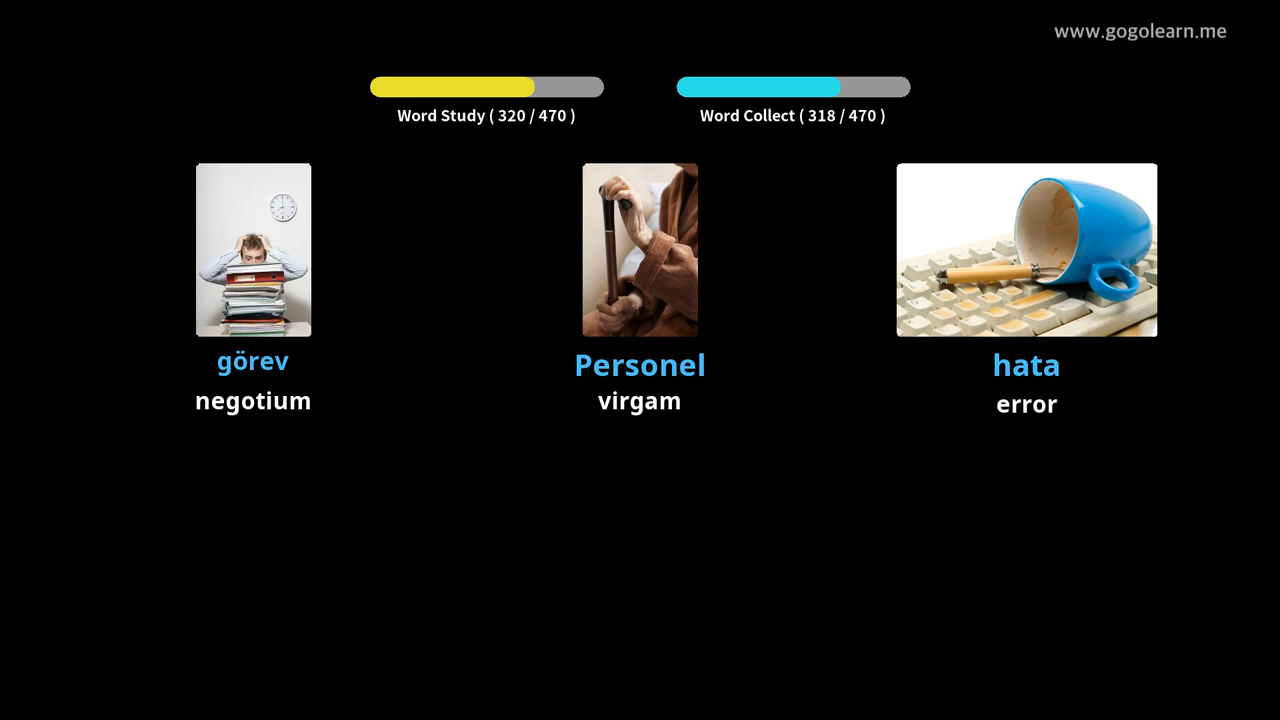 www.gogolearn.me
Word Study ( 320 / 470 )
Word Collect ( 318 / 470 )
görev
negotium
Personel
virgam
hata
error